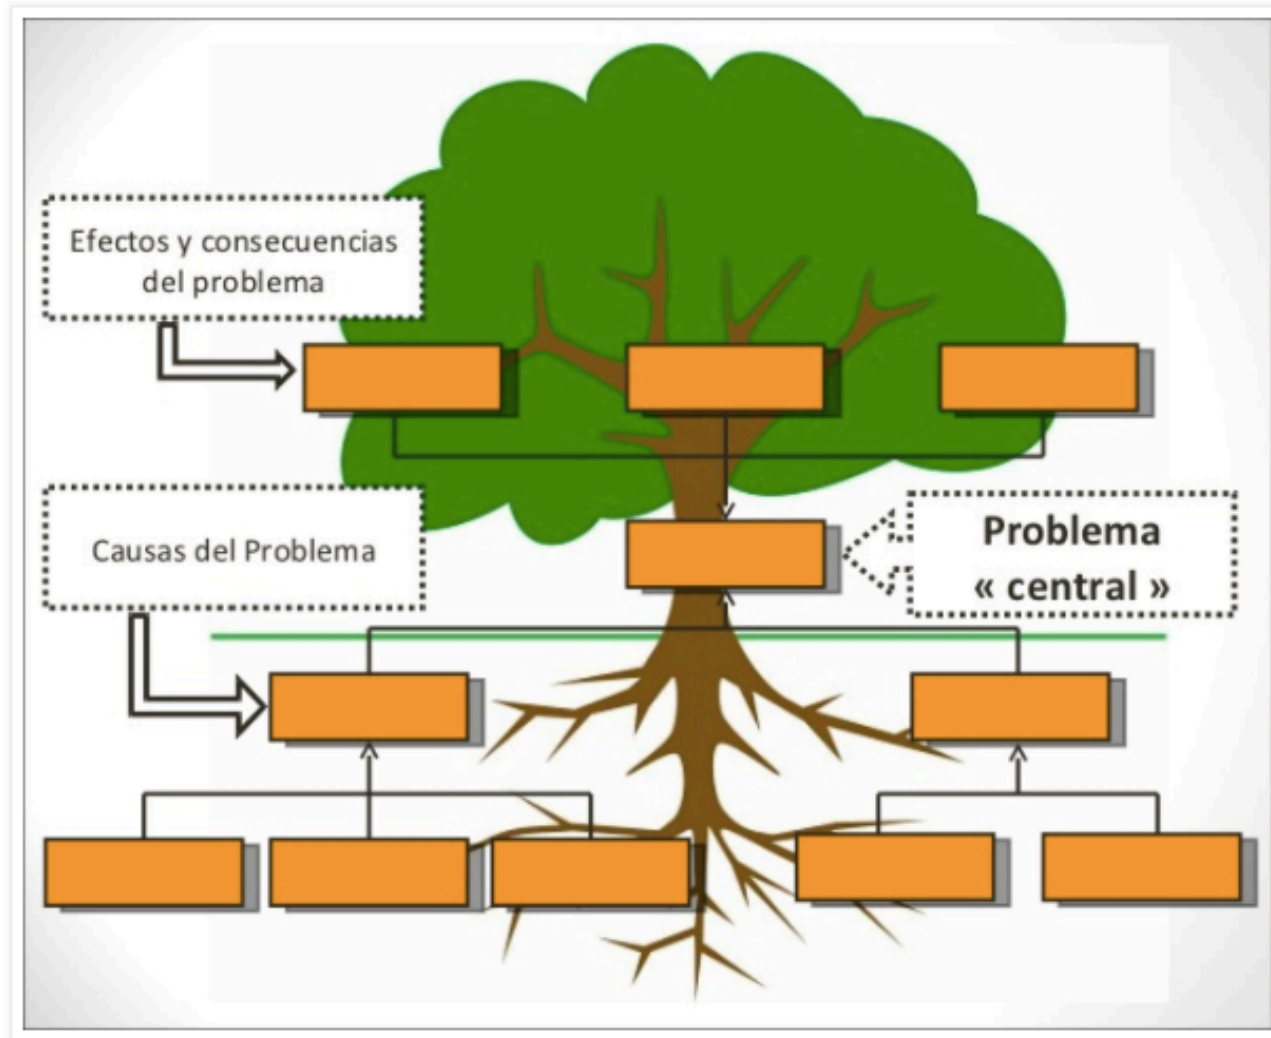 Efectos y consecuencias
del problema
Causas del Problema
Problema
« central »